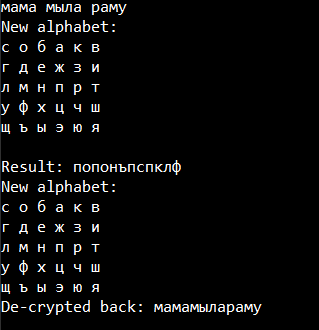 мама мыла раму
New alphabet:
с о б а к в
г д е ж з и
л м н п р т
у ф х ц ч ш
щ ъ ы э ю я
Result: попонъпспклф
New alphabet:
с о б а к в
г д е ж з и
л м н п р т
у ф х ц ч ш
щ ъ ы э ю я
De-crypted back: мамамылараму